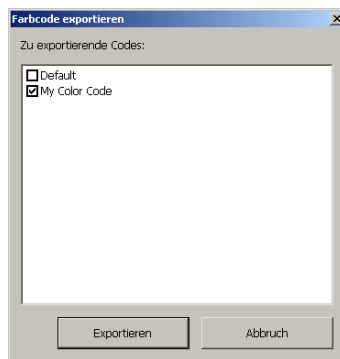 Farbcode exportieren
Zu exportierende Codes:
Default
My Color Code
Exportieren Abbruch